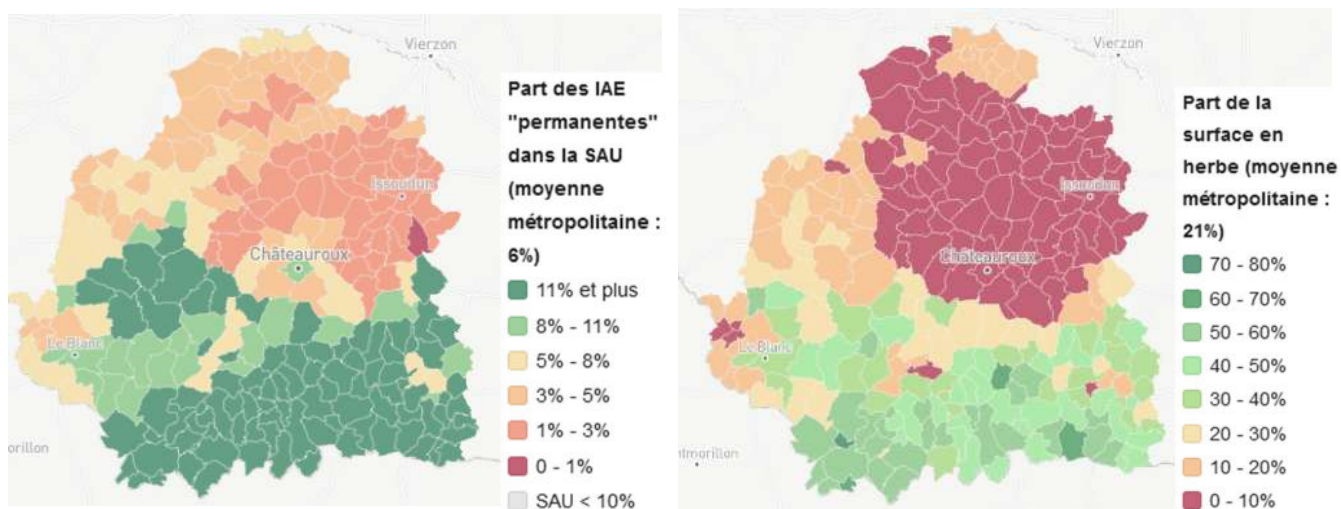 Vierzon
Issoudun
Châteauroux
Le Blanc
orillon
Part des IAE
"permanentes"
dans la SAU
(moyenne
métropolitaine :
6%)
11% et plus
8% - 11%
5% - 8%
3% - 5%
1% - 3%
0 - 1%
SAU < 10%
Vierzon
Issoudun
Châteauroux
Le Blanc
ntmorillon
Part de la
surface en
herbe (moyenne
métropolitaine :
21%)
70 - 80%
60 - 70%
50 - 60%
40 - 50%
30 - 40%
20 - 30%
10 - 20%
0 - 10%